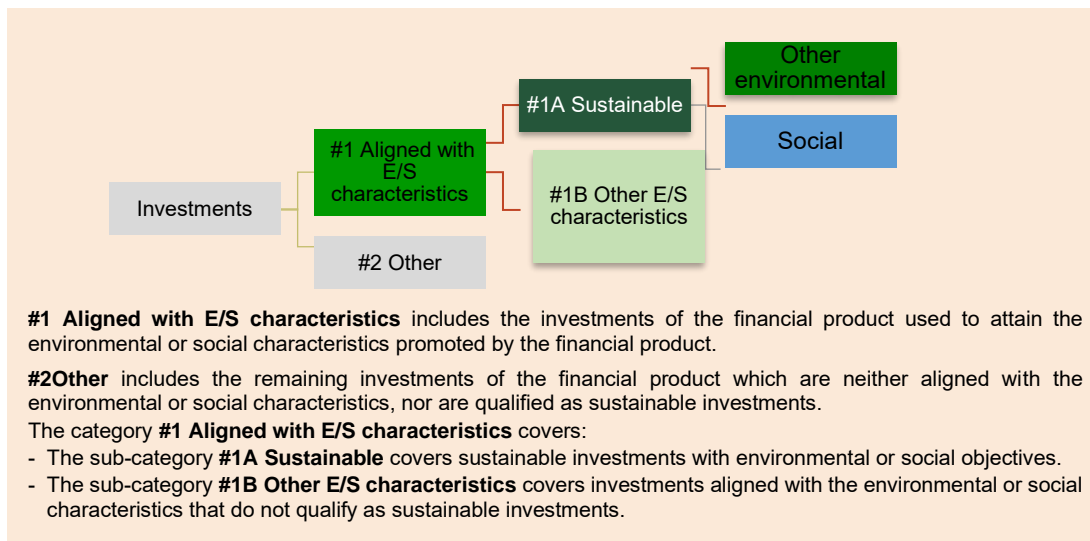 Other
environmental
#1A Sustainable
Social
#1 Aligned with
E/S
characteristics
#1B Other E/S
characteristics
Investments
#2 Other
#1 Aligned with E/S characteristics includes the investments of the financial product used to attain the
environmental or social characteristics promoted by the financial product.
#2Other includes the remaining investments of the financial product which are neither aligned with the
environmental or social characteristics, nor are qualified as sustainable investments.
The category #1 Aligned with E/S characteristics covers:
- The sub-category #1A Sustainable covers sustainable investments with environmental or social objectives.
- The sub-category #1B Other E/S characteristics covers investments aligned with the environmental or social
characteristics that do not qualify as sustainable investments.